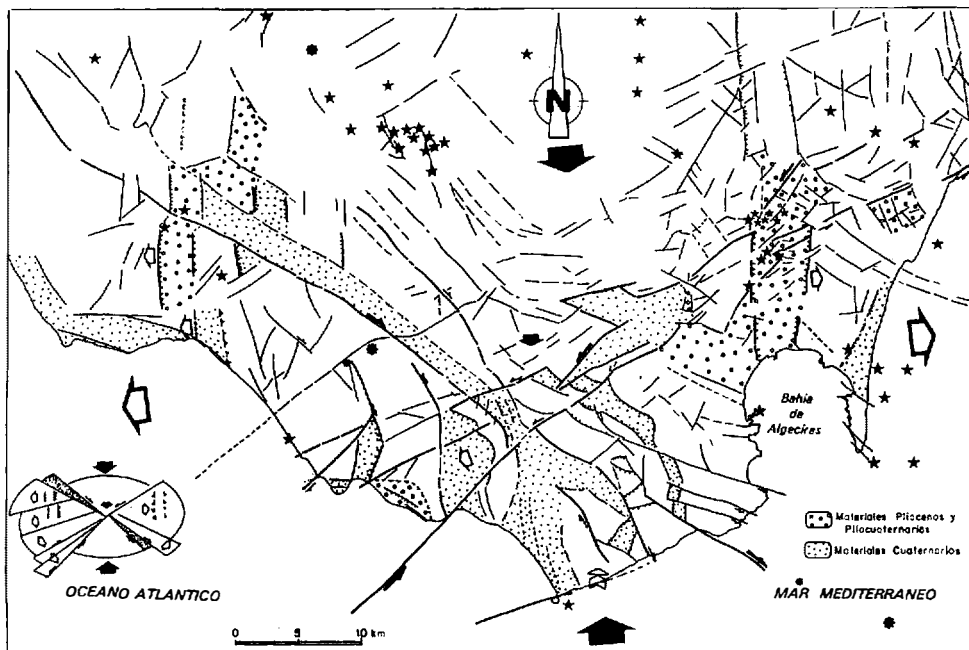 N
Bahia
de
Algeciras
Materiales Pliocenos y
Pliocuaternarios
Materiales Cuaternarios
OCEANO ATLANTICO
MAR MEDITERRANEO
0 5 10 km